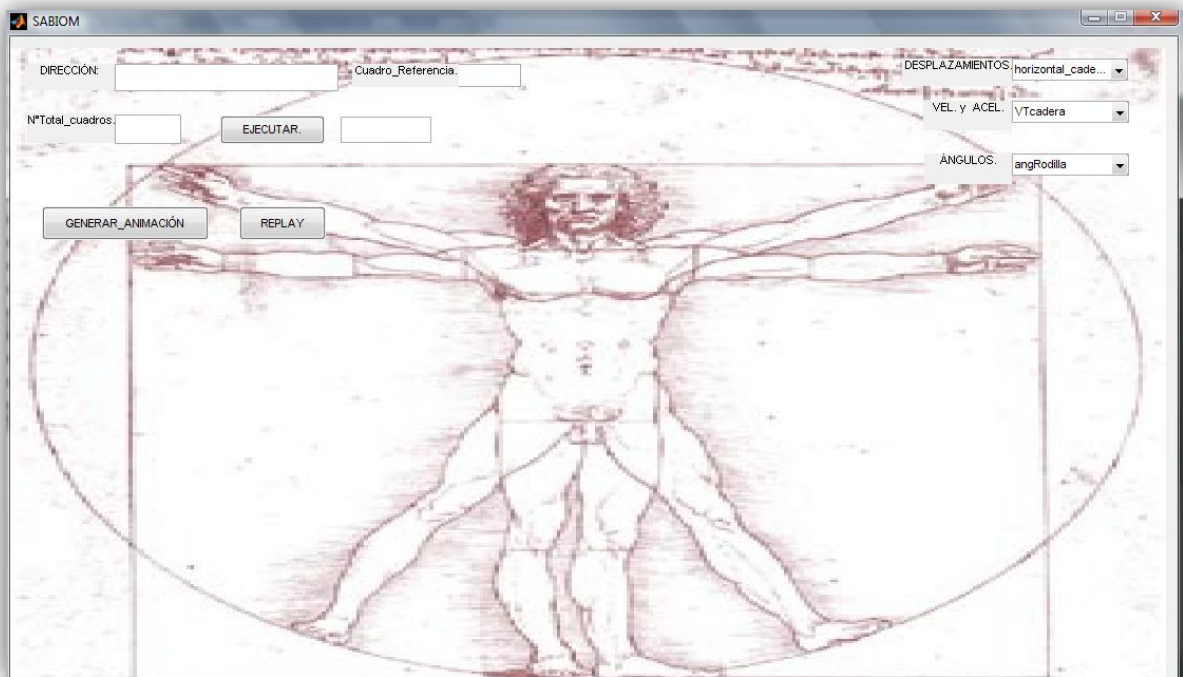 SABIOM
DIRECCIÓN:
Cuadro_Referencia.
DESPLAZAMIENTOS.
horizontal_cade...
N°Total_cuadros.
EJECUTAR.
VEL. y ACEL.
VTcadera
ÁNGULOS.
angRodilla
GENERAR_ANIMACIÓN
REPLAY